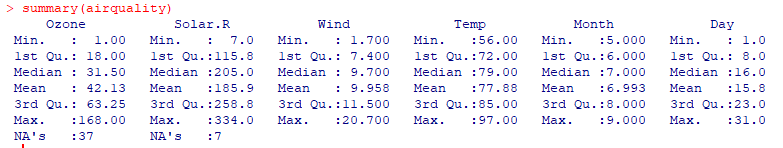 > summary(airquality)
Ozone Solar.R Wind Temp Month Day
Min. : 1.00 Min. : 7.0 Min. : 1.700 Min. :56.00 Min. :5.000 Min. : 1.0
1st Qu.: 18.00 1st Qu.:115.8 1st Qu.: 7.400 1st Qu.:72.00 1st Qu.:6.000 1st Qu.: 8.0
Median : 31.50 Median :205.0 Median : 9.700 Median :79.00 Median :7.000 Median :16.0
Mean : 42.13 Mean :185.9 Mean : 9.958 Mean :77.88 Mean :6.993 Mean :15.8
3rd Qu.: 63.25 3rd Qu.:258.8 3rd Qu.:11.500 3rd Qu.:85.00 3rd Qu.:8.000 3rd Qu.:23.0
Max. :168.00 Max. :334.0 Max. :20.700 Max. :97.00 Max. :9.000 Max. :31.0
NA's :37 NA's :7